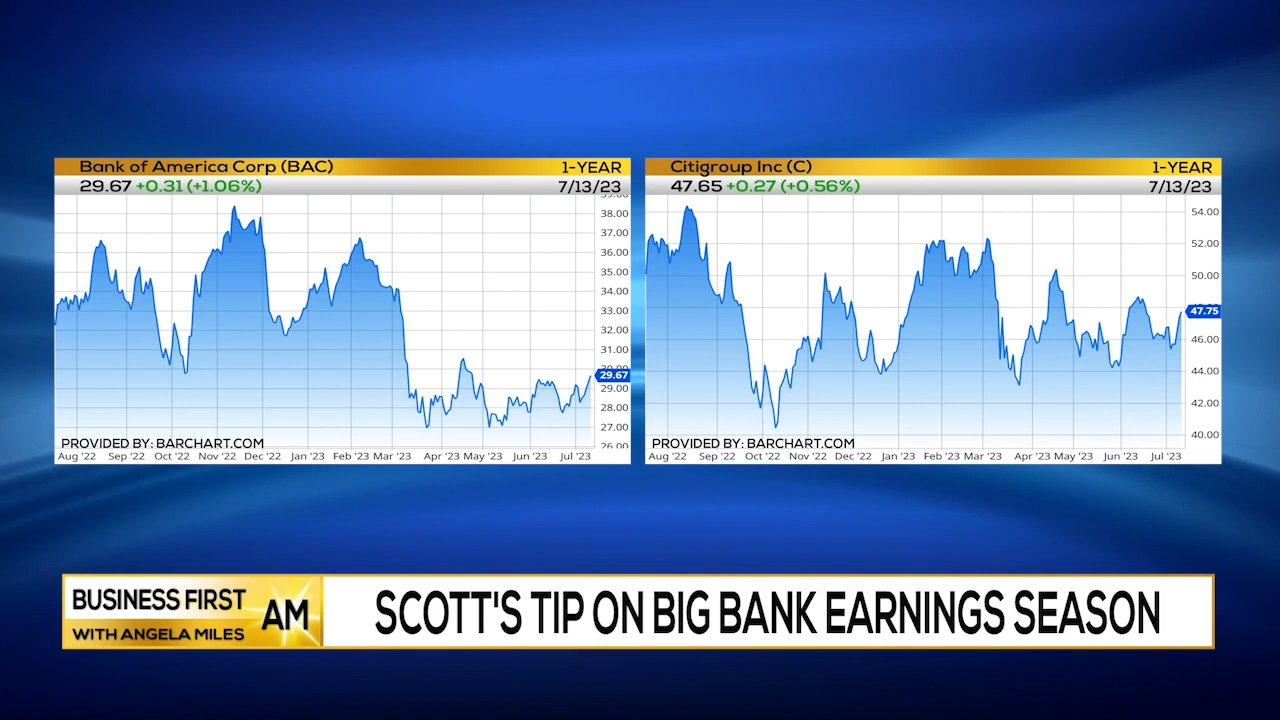 Bank of America Corp (BAC) 1-YEAR
29.67 +0.31 (+1.06%) 7/13/23
39.00
38.00
37.00
36.00
35.00
34.00
33.00
32.00
31.00
30.00
29.67
29.00
28.00
27.00
26.00
PROVIDED BY: BARCHART.COM
Aug '22 Sep '22 Oct '22 Nov '22 Dec '22 Jan '23 Feb '23 Mar '23 Apr '23 May '23 Jun '23 Jul '23
Citigroup Inc (C) 1-YEAR
47.65 +0.27 (+0.56%) 7/13/23
54.00
52.00
50.00
47.75
46.00
44.00
42.00
40.00
PROVIDED BY: BARCHART.COM
Aug '22 Sep '22 Oct '22 Nov '22 Dec '22 Jan '23 Feb '23 Mar '23 Apr '23 May '23 Jun '23 Jul '23
BUSINESS FIRST AM
WITH ANGELA MILES
SCOTT'S TIP ON BIG BANK EARNINGS SEASON